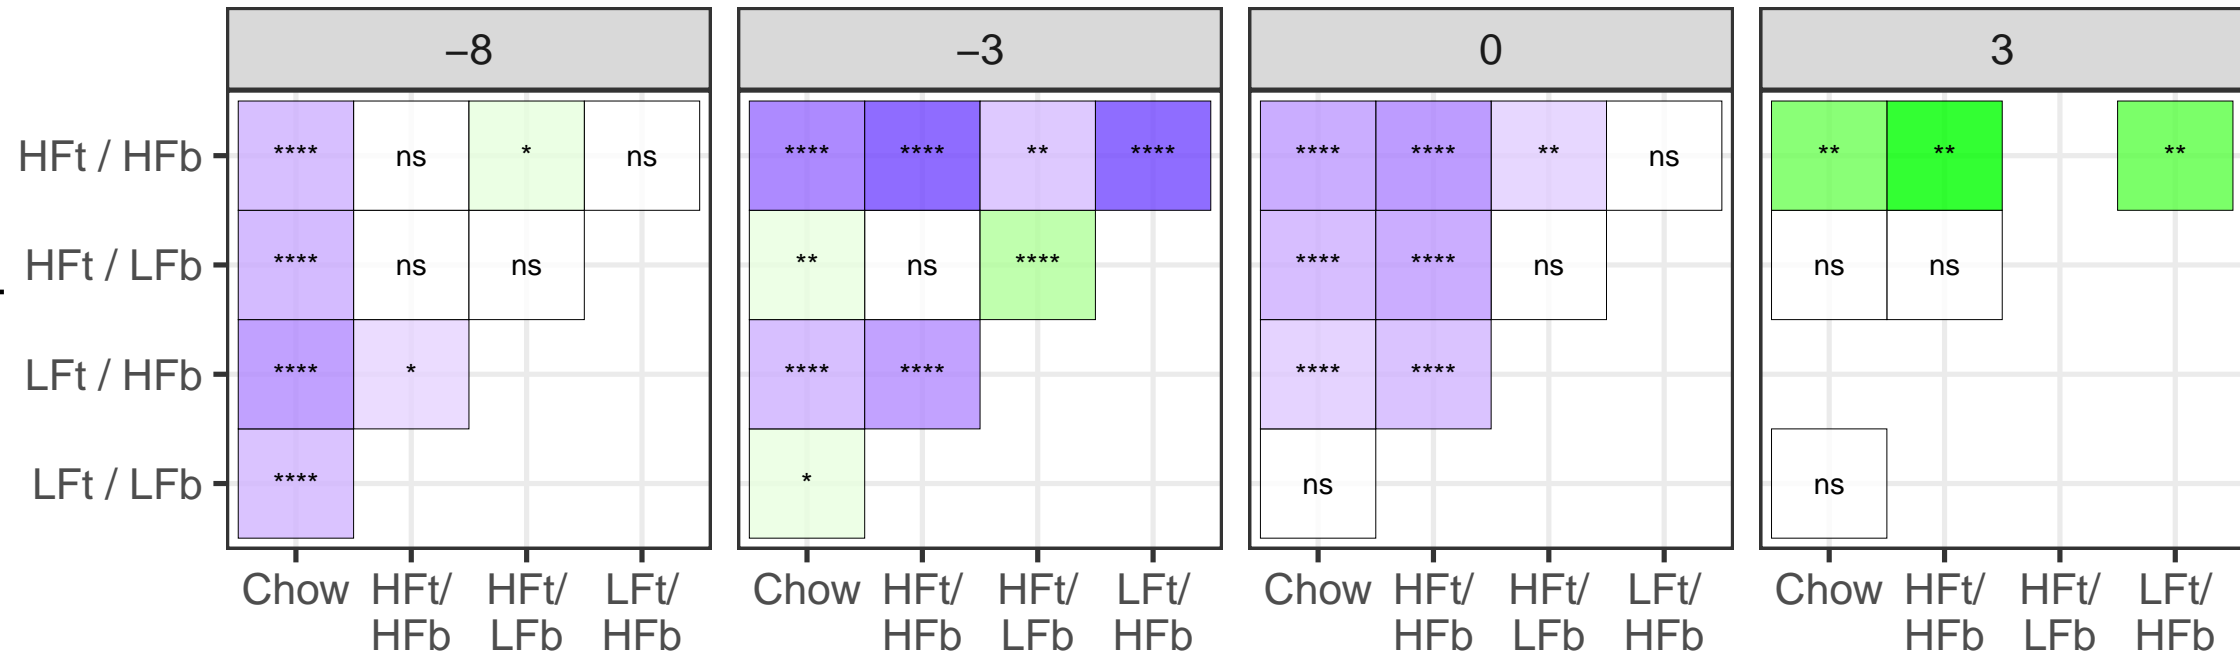 −8 −3 0 3
HFt / HFb **** ns * ns **** **** ** **** **** **** ** ns ** ** **
HFt / LFb **** ns ns ** ns **** **** **** ns ns ns
LFt / HFb **** * **** **** **** ****
LFt / LFb **** * ns ns
Chow HFt/ HFt/ LFt/ Chow HFt/ HFt/ LFt/ Chow HFt/ HFt/ LFt/ Chow HFt/ HFt/ LFt/
HFb LFb HFb HFb LFb HFb HFb LFb HFb HFb LFb HFb